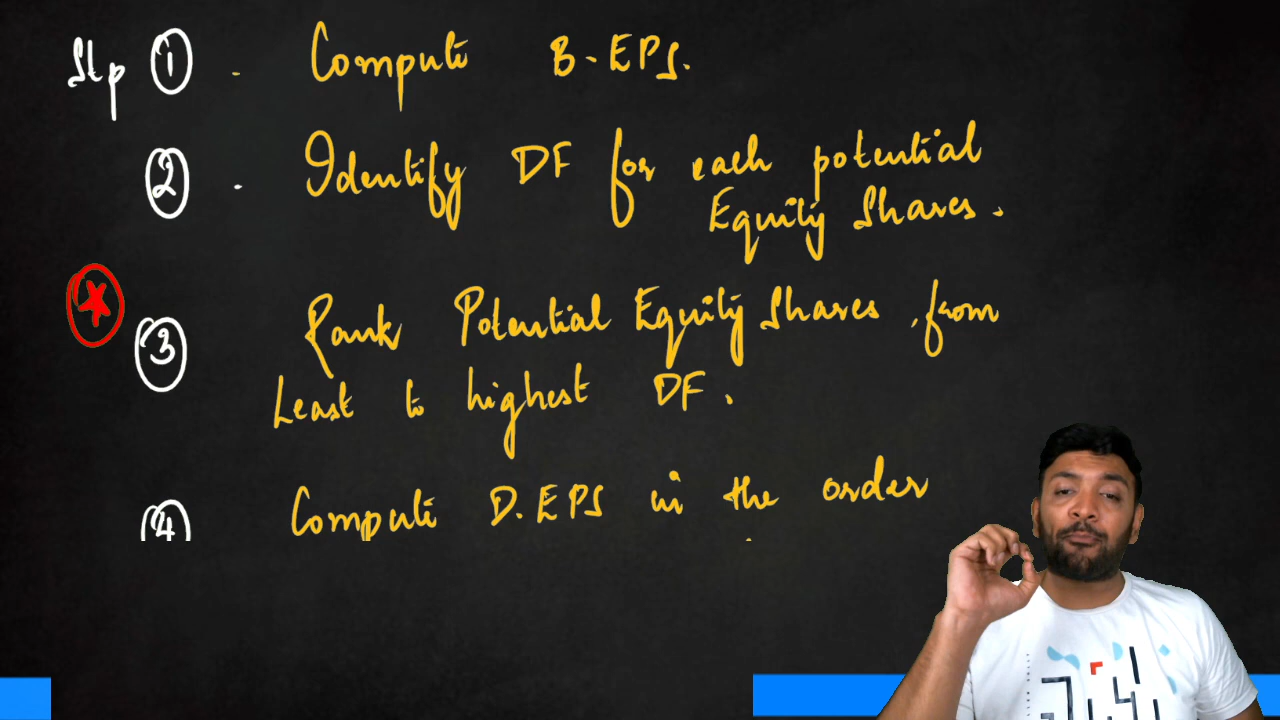 Step ① . Compute B-EPS.
② . Identify DF for each potential
Equity Shares.
③ Rank Potential Equity Shares, from
Least to highest DF.
④ Compute D.EPS in the order